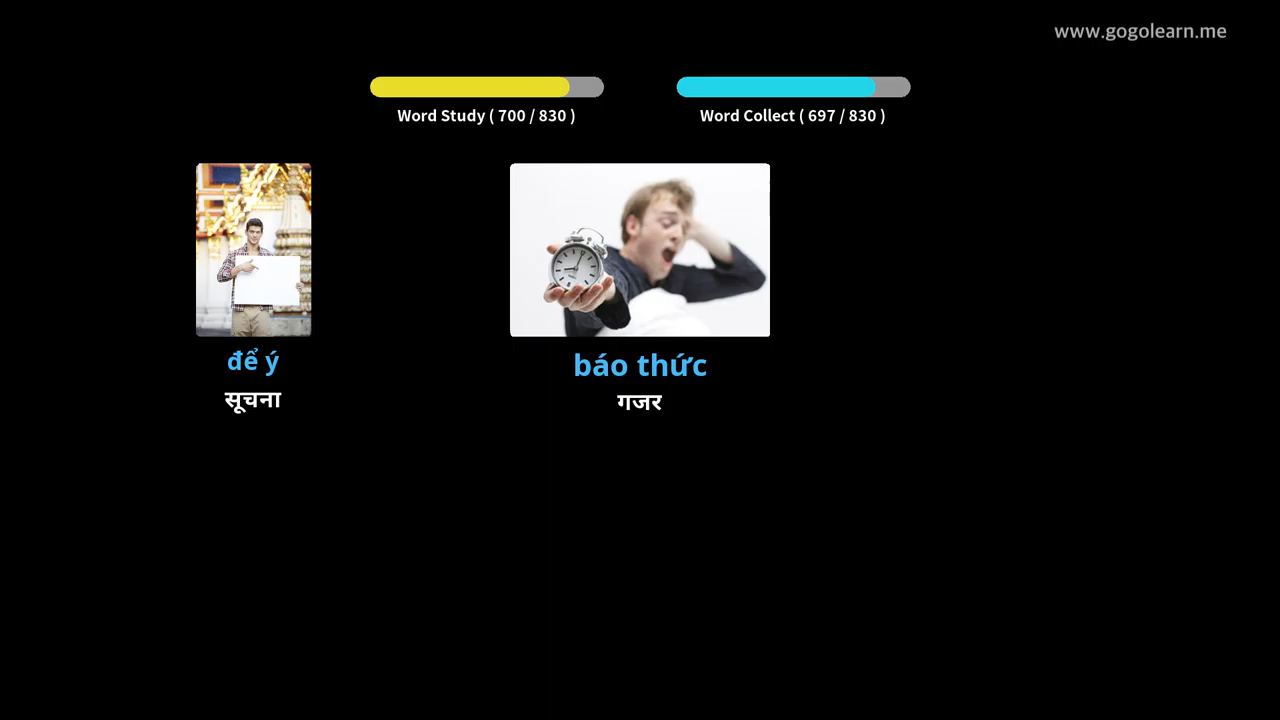 www.gogolearn.me
Word Study ( 700 / 830 )
Word Collect ( 697 / 830 )
để ý
सूचना
báo thức
गजर